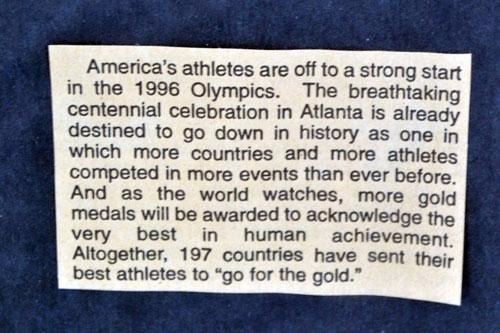 America's athletes are off to a strong start
in the 1996 Olympics. The breathtaking
centennial celebration in Atlanta is already
destined to go down in history as one in
which more countries and more athletes
competed in more events than ever before.
And as the world watches, more gold
medals will be awarded to acknowledge the
very best in human achievement.
Altogether, 197 countries have sent their
best athletes to “go for the gold.”